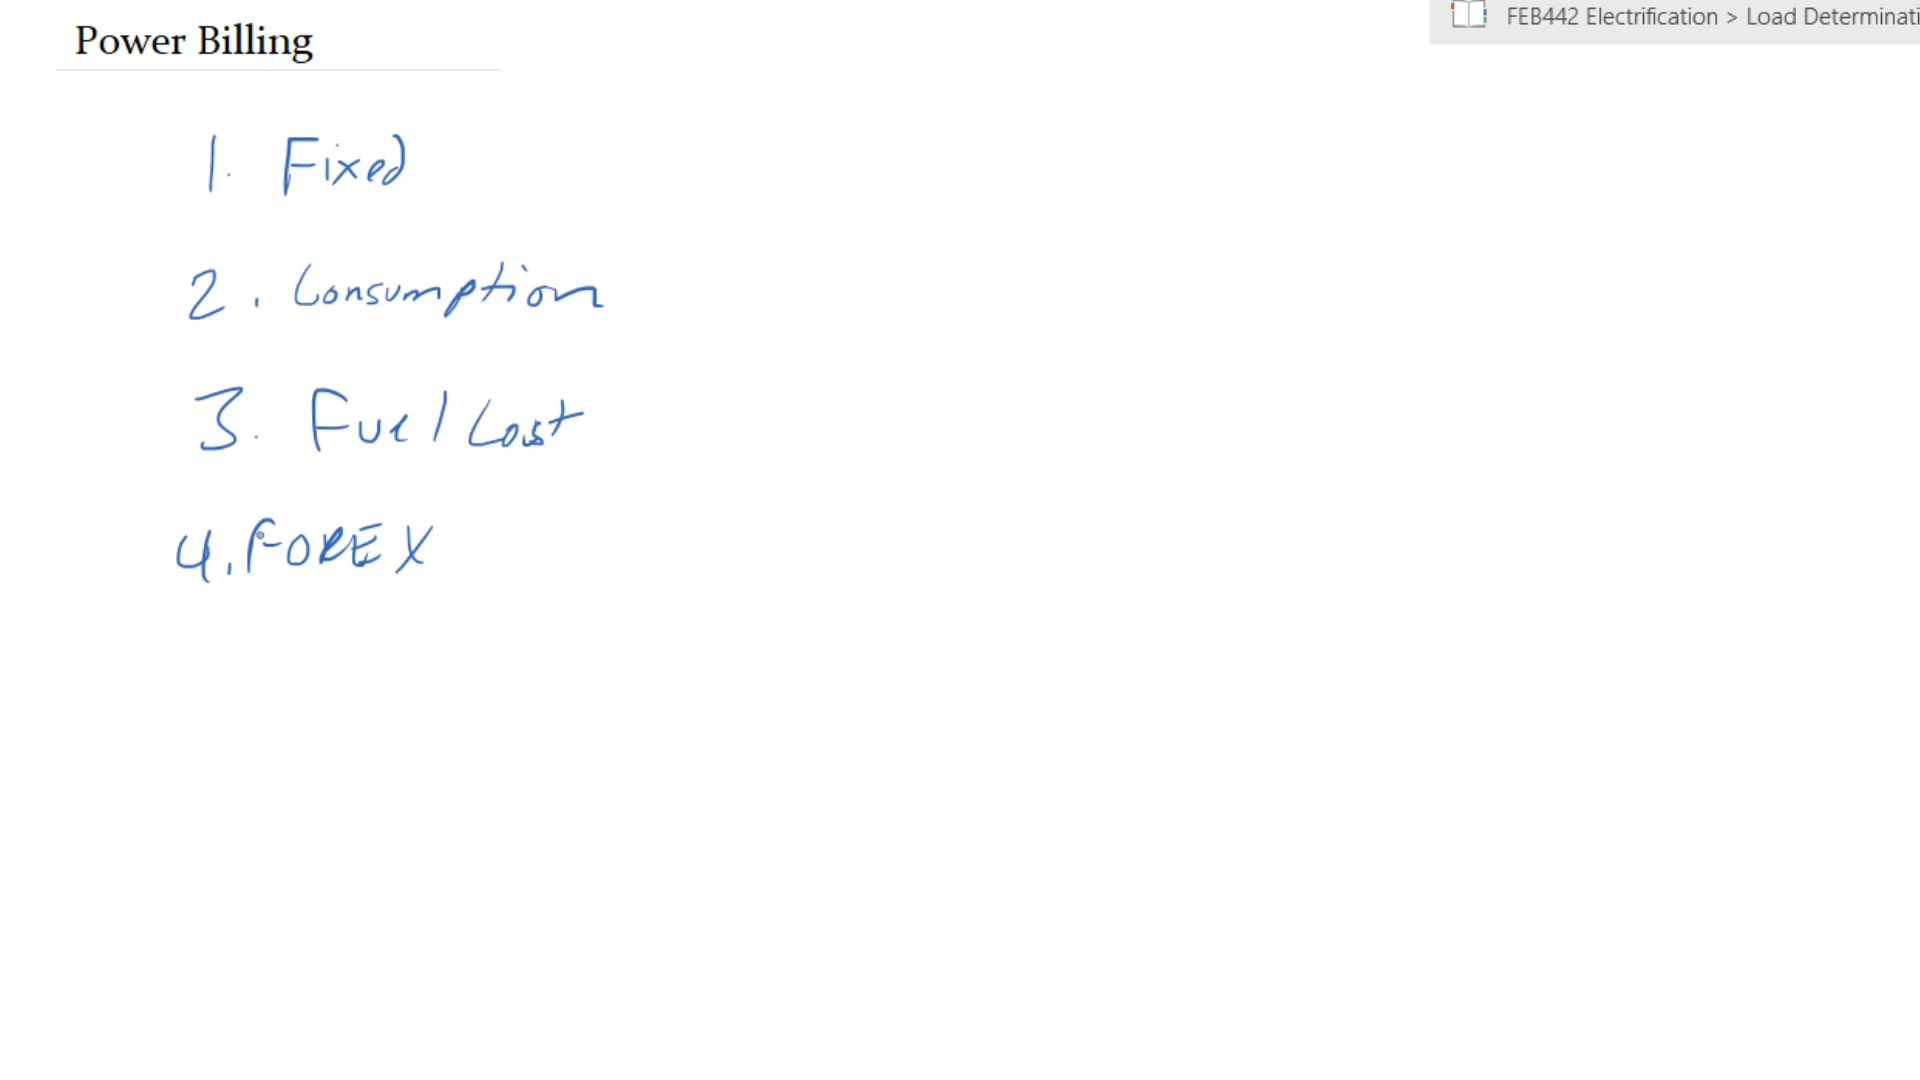 Power Billing
FEB442 Electrification > Load Determinati
1. Fixed
2. Consumption
3. Fuel Cost
4. FOREX